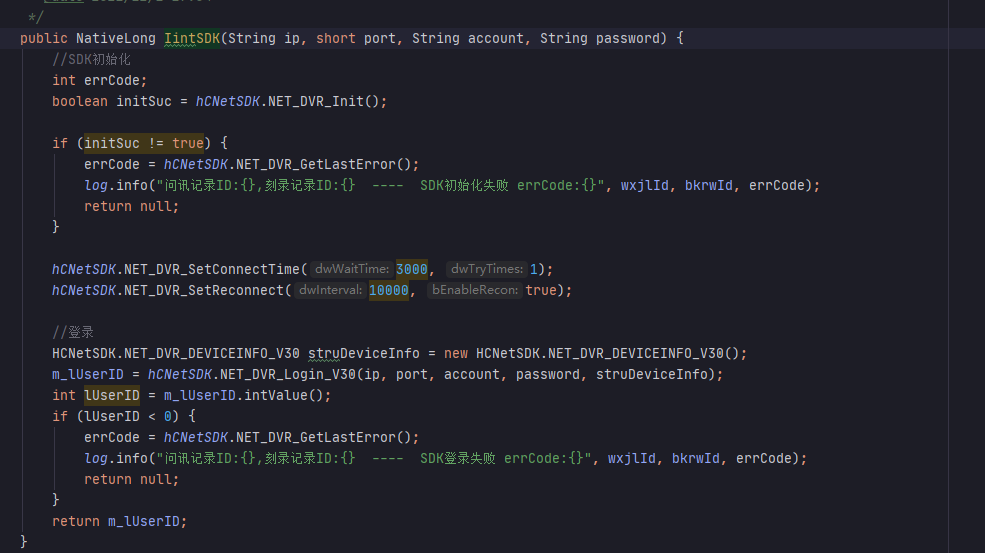 */
public NativeLong IintSDK(String ip, short port, String account, String password) {
//SDK初始化
int errCode;
boolean initSuc = hCNetSDK.NET_DVR_Init();
if (initSuc != true) {
errCode = hCNetSDK.NET_DVR_GetLastError();
log.info("问讯记录ID:{},刻录记录ID:{}  ----  SDK初始化失败 errCode:{}", wxjlId, bkrwId, errCode);
return null;
}
hCNetSDK.NET_DVR_SetConnectTime( dwWaitTime: 3000, dwTryTimes: 1);
hCNetSDK.NET_DVR_SetReconnect( dwInterval: 10000, bEnableRecon: true);
//登录
HCNetSDK.NET_DVR_DEVICEINFO_V30 struDeviceInfo = new HCNetSDK.NET_DVR_DEVICEINFO_V30();
m_lUserID = hCNetSDK.NET_DVR_Login_V30(ip, port, account, password, struDeviceInfo);
int lUserID = m_lUserID.intValue();
if (lUserID < 0) {
errCode = hCNetSDK.NET_DVR_GetLastError();
log.info("问讯记录ID:{},刻录记录ID:{}  ----  SDK登录失败 errCode:{}", wxjlId, bkrwId, errCode);
return null;
}
return m_lUserID;
}